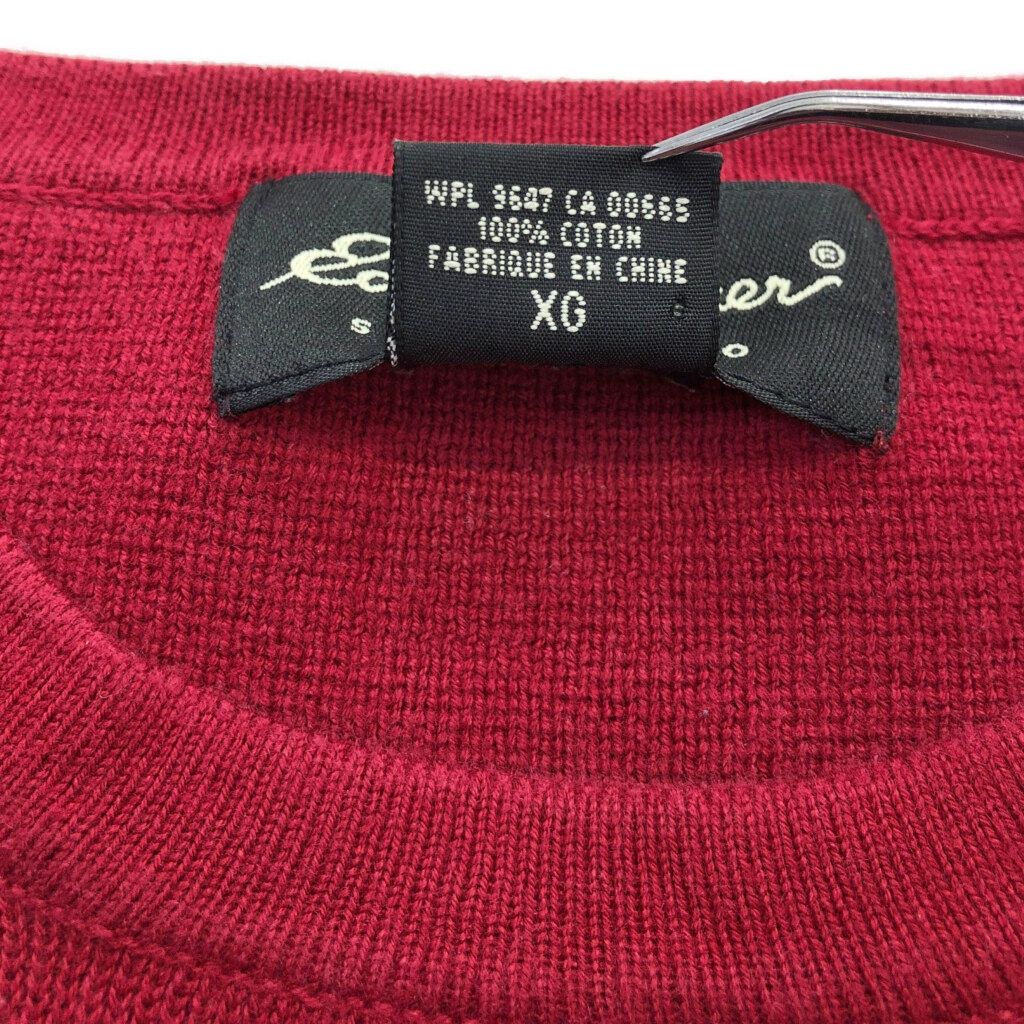 WPL 9647 CA 00665
100% COTON
FABRIQUE EN CHINE
XG
®